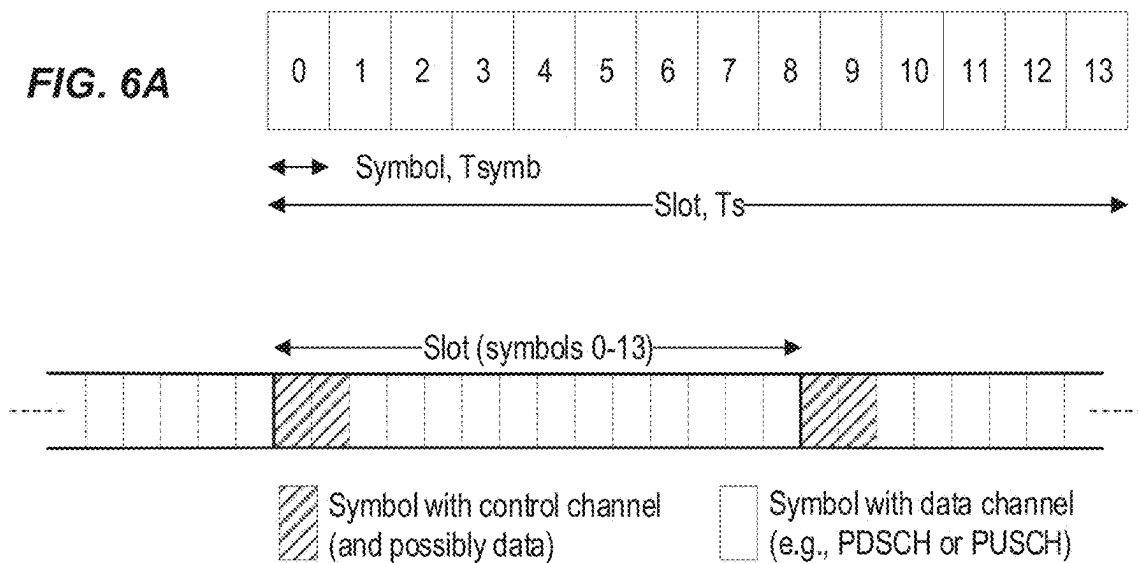 FIG. 6A
0 1 2 3 4 5 6 7 8 9 10 11 12 13
Symbol, Tsymb
Slot, Ts
Slot (symbols 0-13)
Symbol with control channel
(and possibly data)
Symbol with data channel
(e.g., PDSCH or PUSCH)